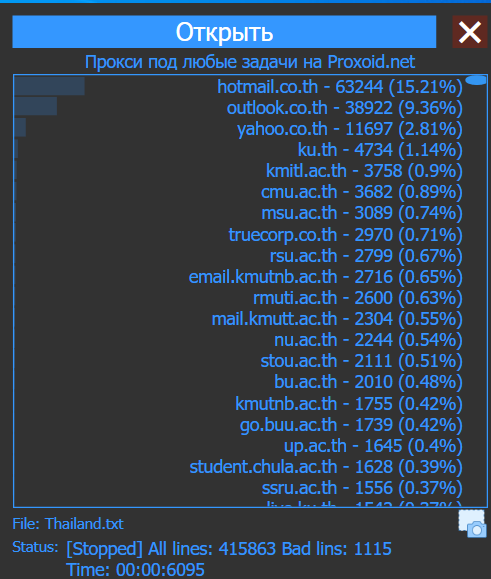 Открыть
Прокси под любые задачи на Proxoid.net
hotmail.co.th - 63244 (15.21%)
outlook.co.th - 38922 (9.36%)
yahoo.co.th - 11697 (2.81%)
ku.th - 4734 (1.14%)
kmitl.ac.th - 3758 (0.9%)
cmu.ac.th - 3682 (0.89%)
msu.ac.th - 3089 (0.74%)
truecorp.co.th - 2970 (0.71%)
rsu.ac.th - 2799 (0.67%)
email.kmutnb.ac.th - 2716 (0.65%)
rmuti.ac.th - 2600 (0.63%)
mail.kmutt.ac.th - 2304 (0.55%)
nu.ac.th - 2244 (0.54%)
stou.ac.th - 2111 (0.51%)
bu.ac.th - 2010 (0.48%)
kmutnb.ac.th - 1755 (0.42%)
go.buu.ac.th - 1739 (0.42%)
up.ac.th - 1645 (0.4%)
student.chula.ac.th - 1628 (0.39%)
ssru.ac.th - 1556 (0.37%)
File: Thailand.txt
Status: [Stopped] All lines: 415863 Bad lins: 1115
Time: 00:00:6095